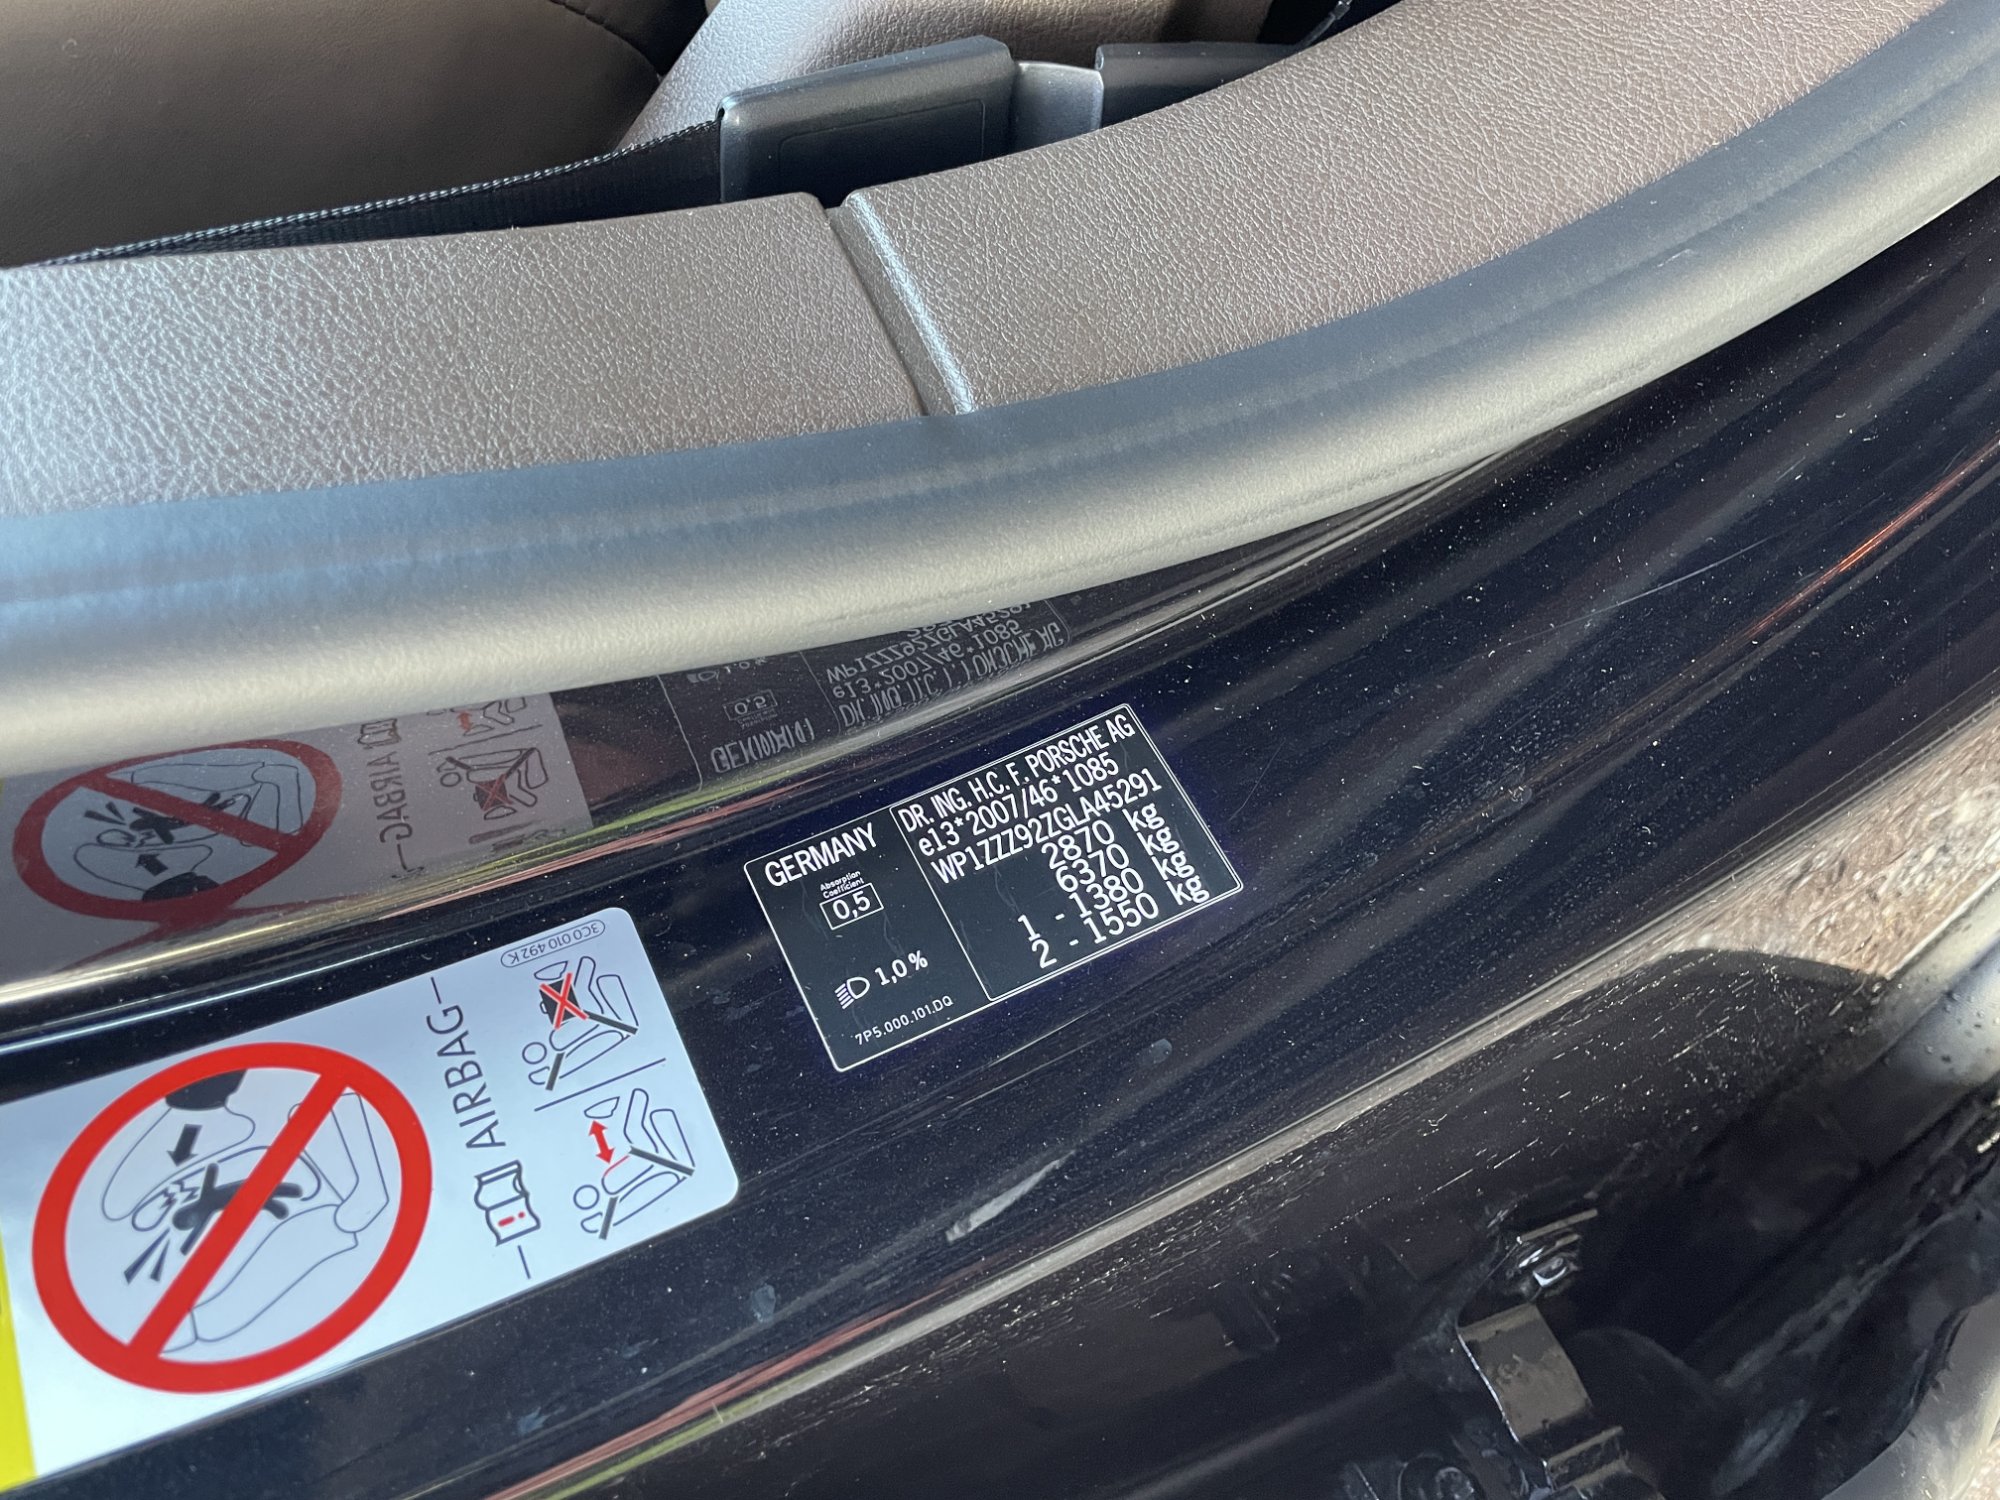 GERMANY
Absorption
Coefficient
0,5
1,0 %
7P5.000.101.DQ
DR. ING. H.C. F. PORSCHE AG
e13*2007/46*1085
WP1ZZZ92ZGLA45291
2870 kg
6370 kg
1 - 1380 kg
2 - 1550 kg
AIRBAG
3C0 010 492 K